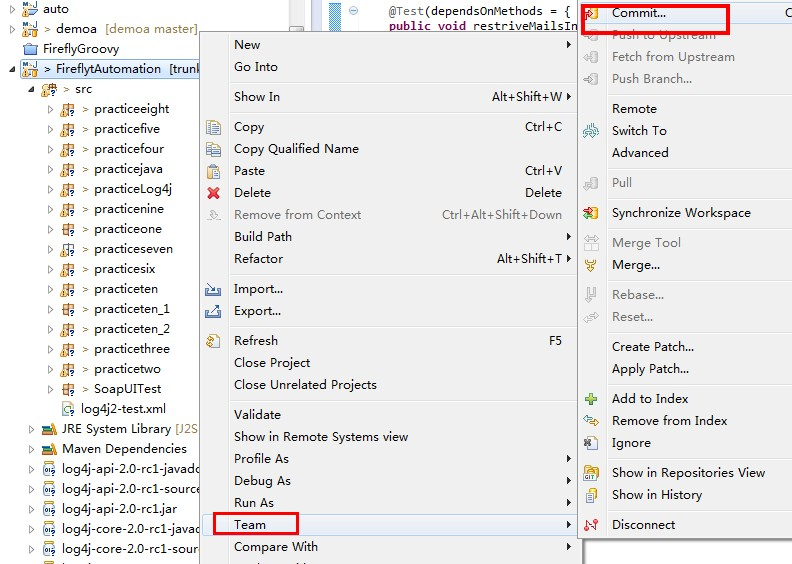 auto
> demoa [demoa master]
FireflyGroovy
> FireflytAutomation [trunk
> src
> practiceeight
> practicefive
> practicefour
> practicejava
> practiceLog4j
> practicenine
> practiceone
> practiceseven
> practicesix
> practiceten
> practiceten_1
> practiceten_2
> practicethree
> practicetwo
> SoapUITest
log4j2-test.xml
JRE System Library [J2S
Maven Dependencies
log4j-api-2.0-rc1-javadc
log4j-api-2.0-rc1-source
log4j-api-2.0-rc1.jar
log4j-core-2.0-rc1-javac
log4j-core-2.0-rc1-sour
@Test(dependsOnMethods = {
public void restriveMailsIn
New
Go Into
Show In Alt+Shift+W
Copy Ctrl+C
Copy Qualified Name
Paste Ctrl+V
Delete Delete
Remove from Context Ctrl+Alt+Shift+Down
Build Path
Refactor Alt+Shift+T
Import...
Export...
Refresh F5
Close Project
Close Unrelated Projects
Validate
Show in Remote Systems view
Profile As
Debug As
Run As
Team
Compare With
Commit... C
Push to Upstream
Fetch from Upstream
Push Branch...
Remote
Switch To
Advanced
Pull
Synchronize Workspace
Merge Tool
Merge...
Rebase...
Reset...
Create Patch...
Apply Patch...
Add to Index
Remove from Index
Ignore
Show in Repositories View
Show in History
Disconnect